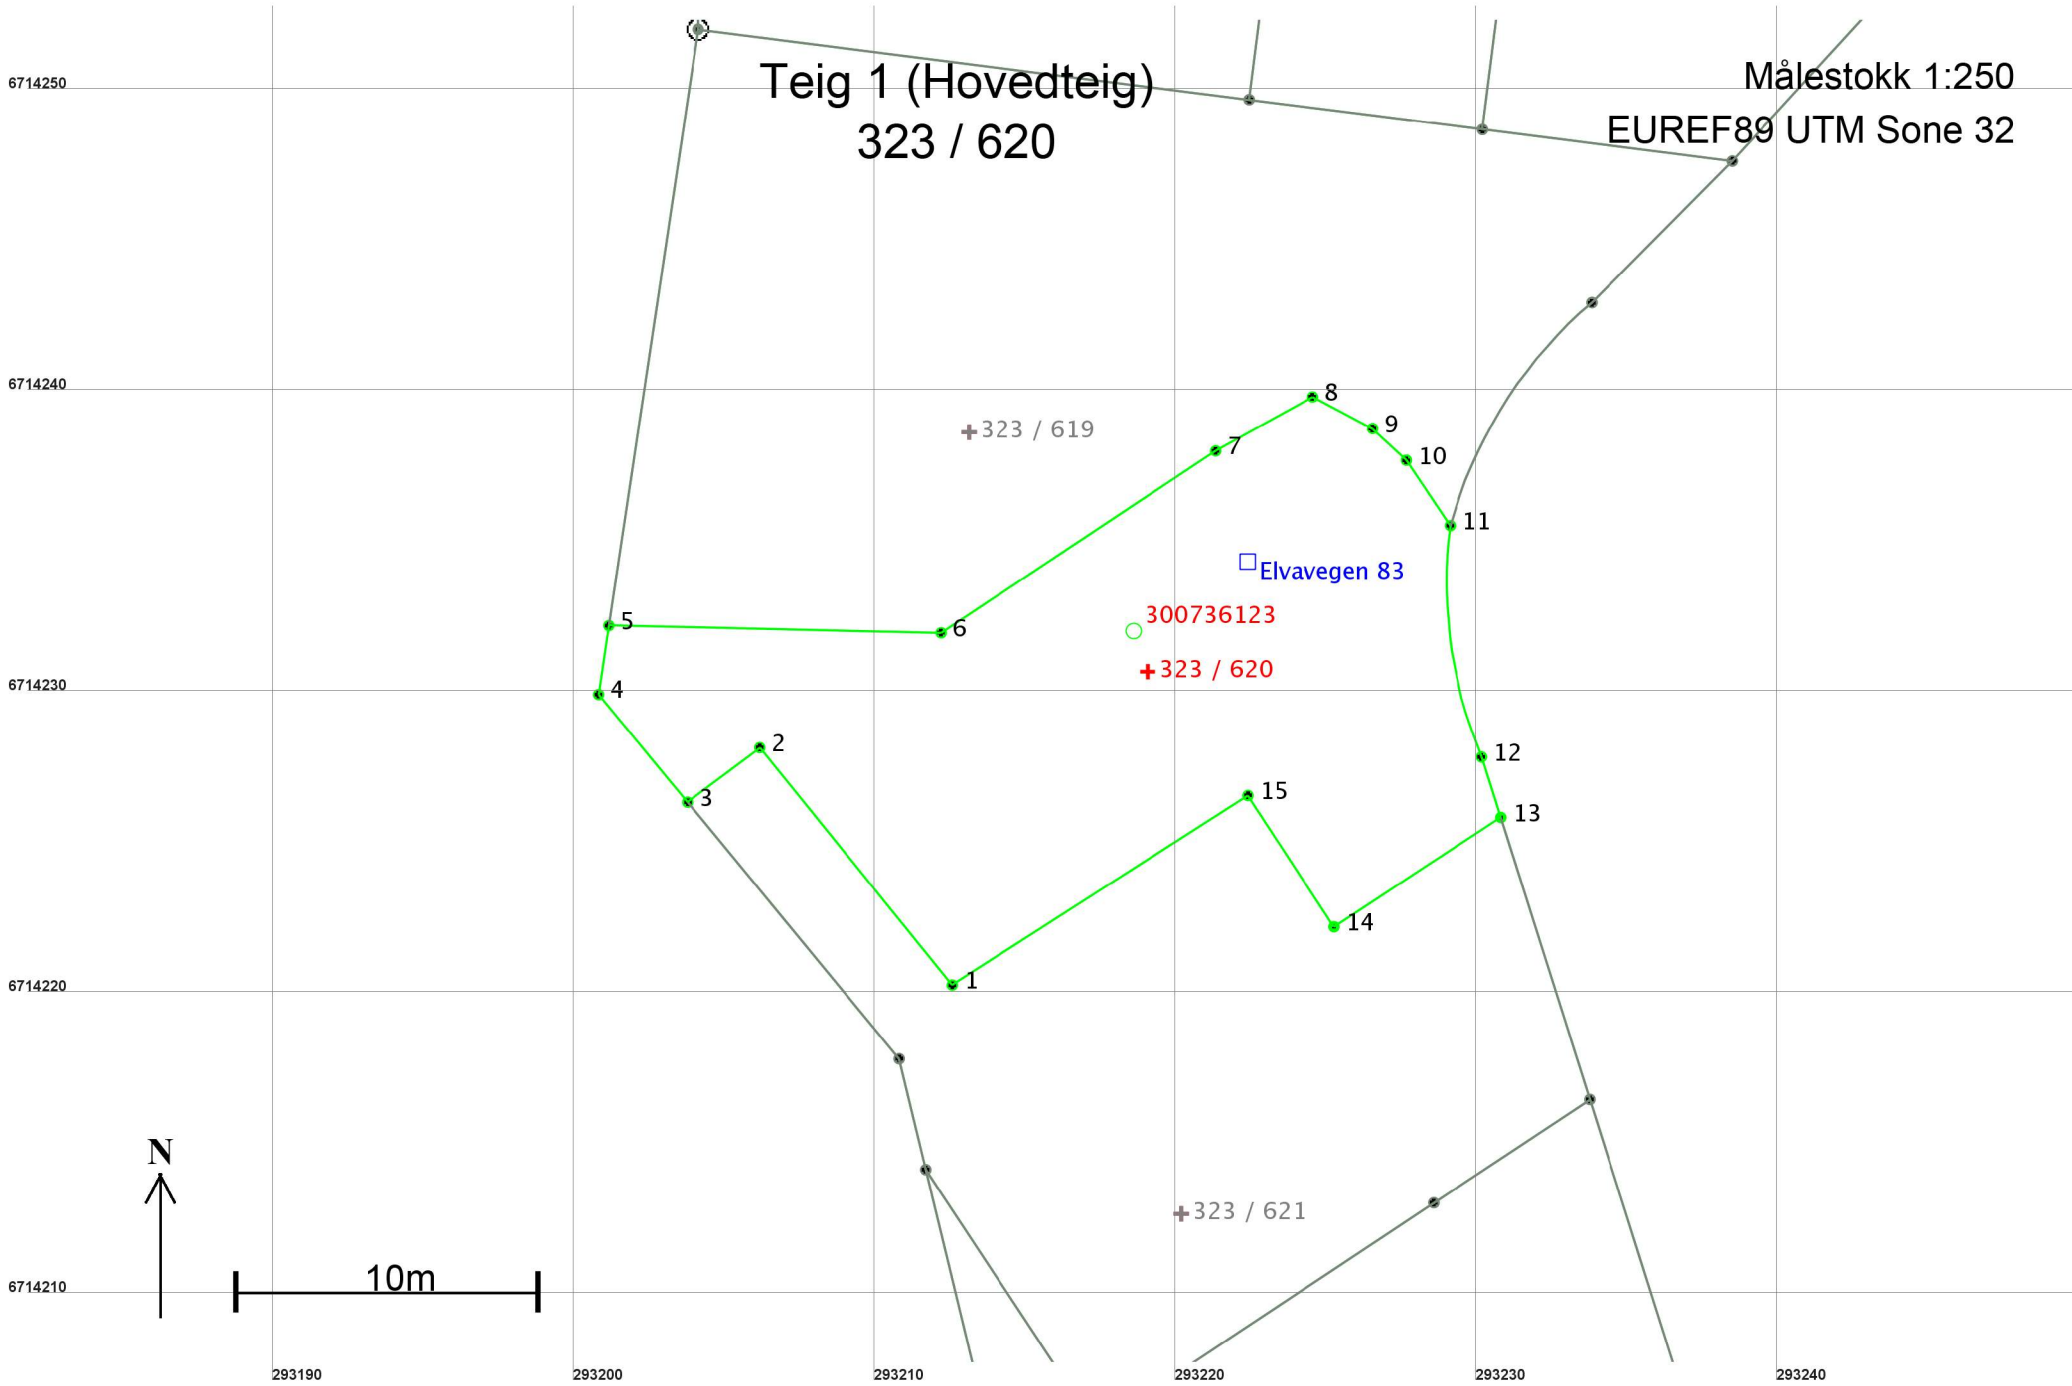 Teig 1 (Hovedteig)
323 / 620
Målestokk 1:250
EUREF89 UTM Sone 32
6714250
6714240
8
323 / 619
9
7
10
11
Elvavegen 83
300736123
5
6
323 / 620
6714230
4
2
12
15
3
13
14
6714220
1
N
323 / 621
10m
6714210
293190
293200
293210
293220
293230
293240